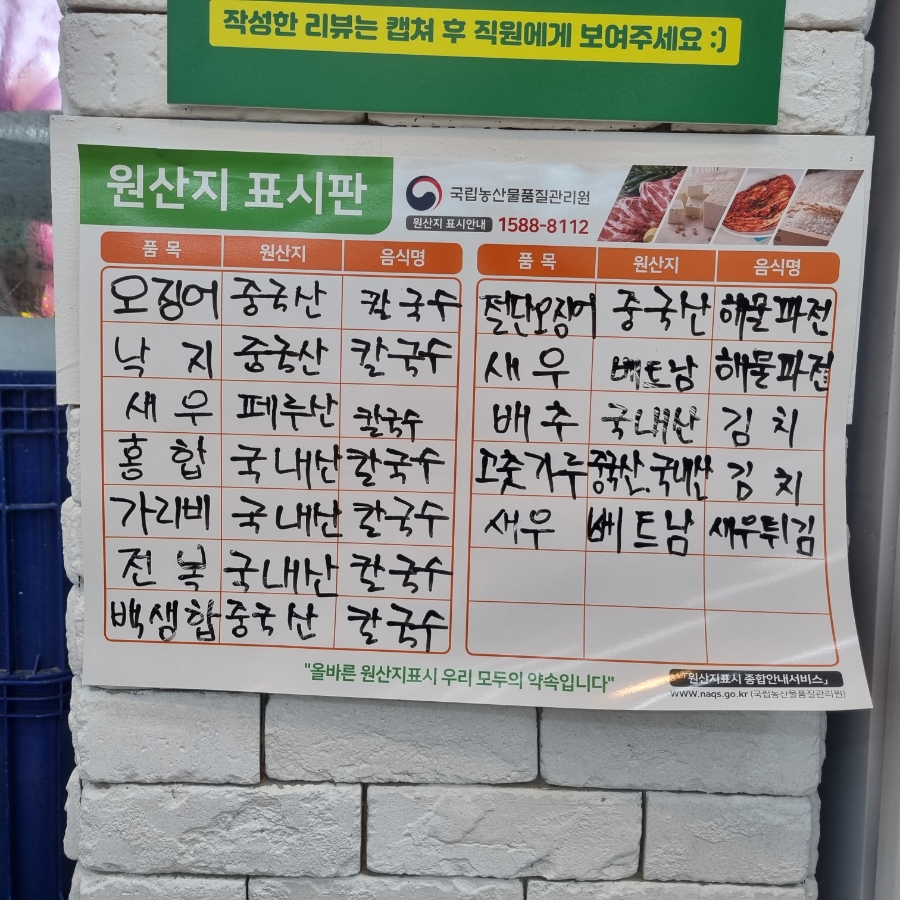 작성한 리뷰는 캡쳐 후 직원에게 보여주세요 :)
원산지 표시판
국립농산물품질관리원
원산지 표시안내 1588-8112
품목 원산지 음식명
오징어 중국산 칼국수
낙지 중국산 칼국수
새우 페루산 칼국수
홍합 국내산 칼국수
가리비 국내산 칼국수
전복 국내산 칼국수
백생합 중국산 칼국수
품목 원산지 음식명
절단오징어 중국산 해물파전
새우 베트남 해물파전
배추 국내산 김치
고춧가루 중국산.국내산 김치
새우 베트남 새우튀김
"올바른 원산지표시 우리 모두의 약속입니다"
원산지표시 종합안내서비스」
www.naqs.go.kr (국립농산물품질관리원)